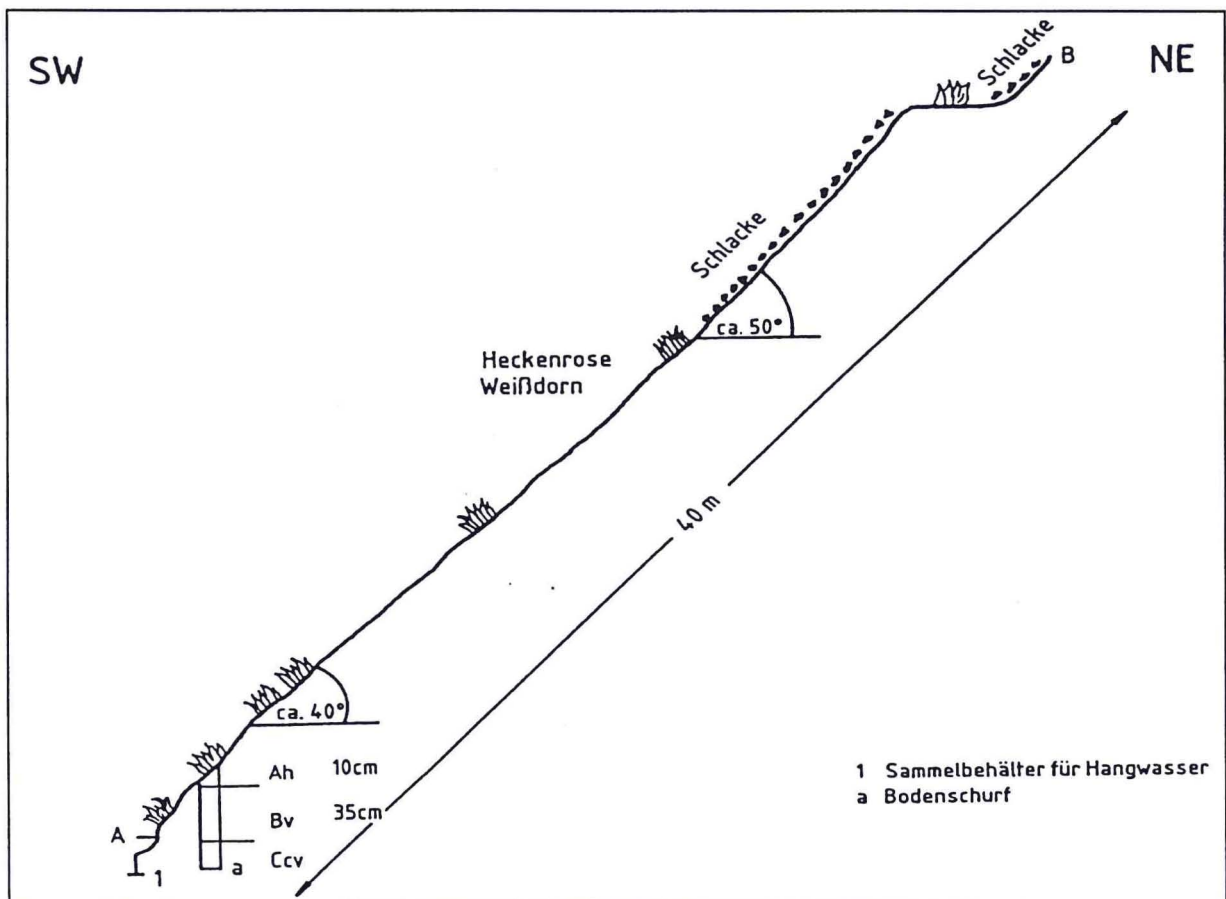 SW
NE
Schlacke
B
Schlacke
ca. 50°
Heckenrose
Weißdorn
40 m
ca. 40°
Ah 10cm
Bv 35cm
Ccv
A
1
a
1 Sammelbehälter für Hangwasser
a Bodenschurf